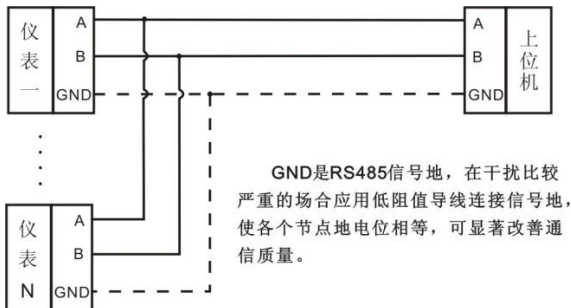 仪表一
A
B
GND
A
B
GND
上位机
GND是RS485信号地，在干扰比较
严重的场合应用低阻值导线连接信号地，
使各个节点地电位相等，可显著改善通
信质量。
仪表N
A
B
GND